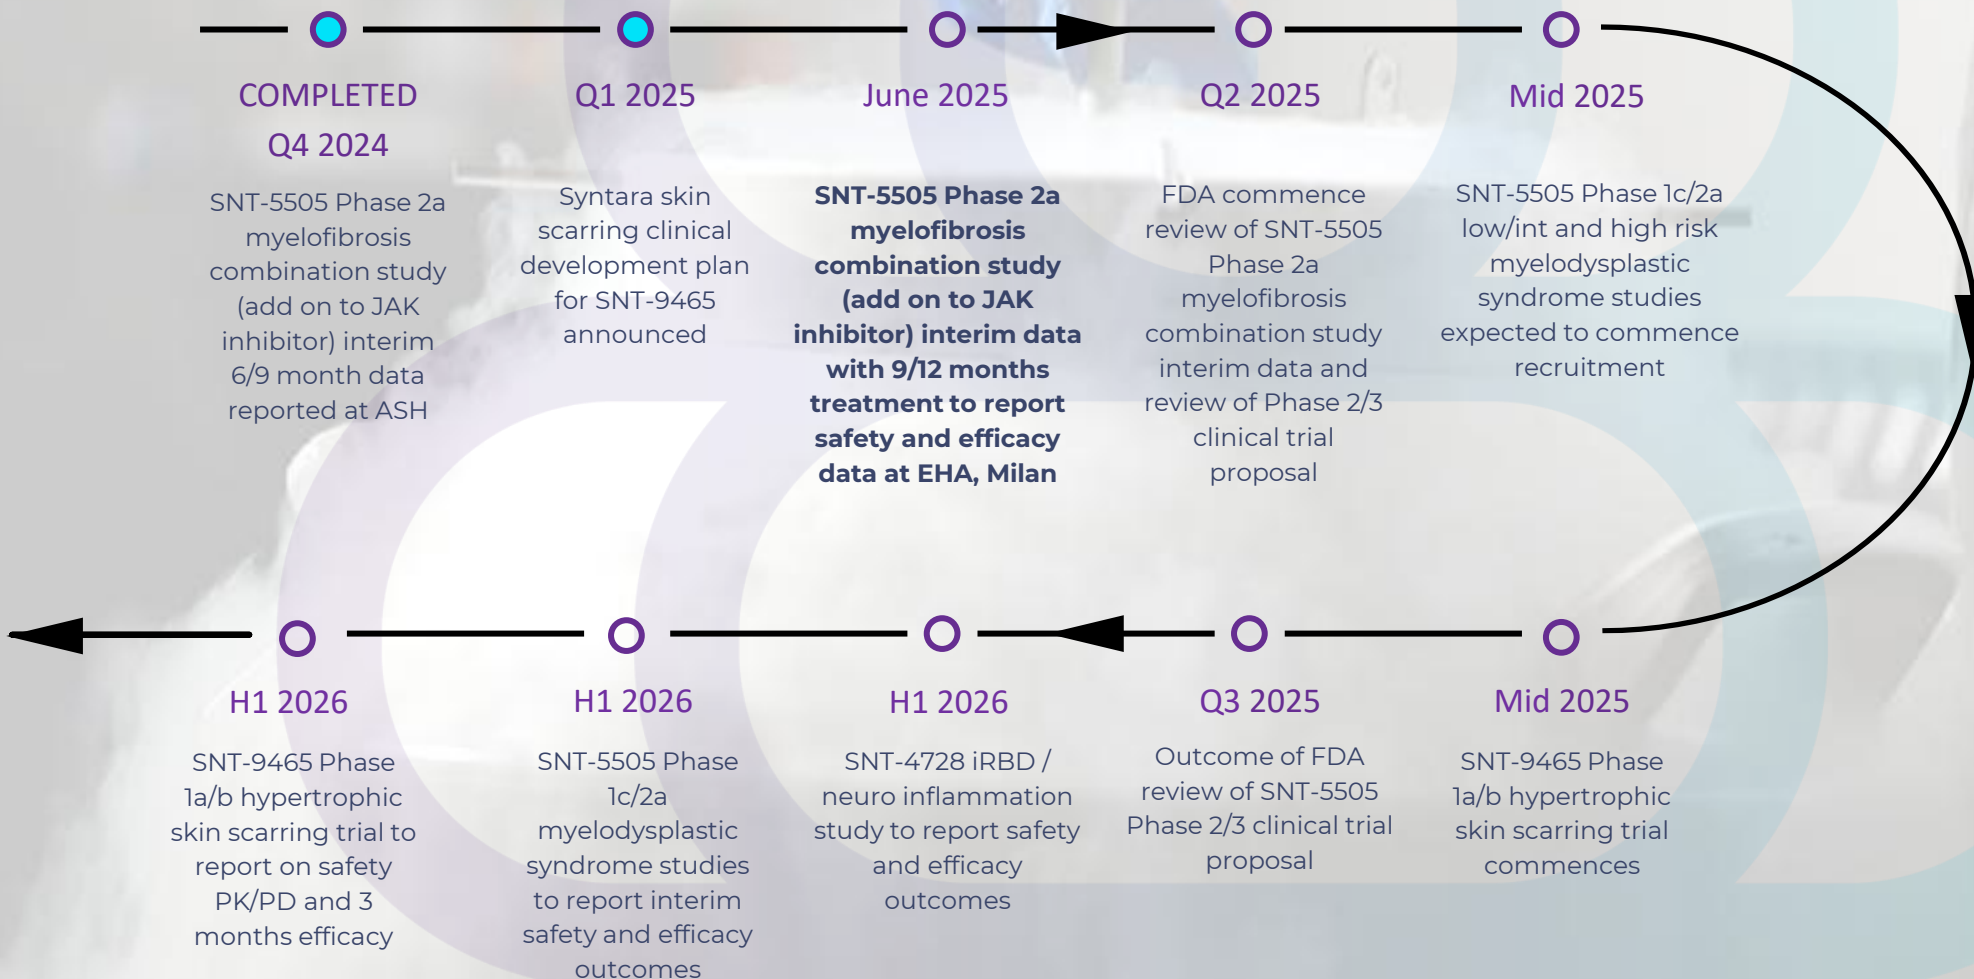 COMPLETED
Q4 2024
SNT-5505 Phase 2a
myelofibrosis
combination study
(add on to JAK
inhibitor) interim
6/9 month data
reported at ASH
Q1 2025
Syntara skin
scarring clinical
development plan
for SNT-9465
announced
June 2025
SNT-5505 Phase 2a
myelofibrosis
combination study
(add on to JAK
inhibitor) interim data
with 9/12 months
treatment to report
safety and efficacy
data at EHA, Milan
Q2 2025
FDA commence
review of SNT-5505
Phase 2a
myelofibrosis
combination study
interim data and
review of Phase 2/3
clinical trial
proposal
Mid 2025
SNT-5505 Phase 1c/2a
low/int and high risk
myelodysplastic
syndrome studies
expected to commence
recruitment
Mid 2025
SNT-9465 Phase
1a/b hypertrophic
skin scarring trial
commences
Q3 2025
Outcome of FDA
review of SNT-5505
Phase 2/3 clinical trial
proposal
H1 2026
SNT-4728 iRBD /
neuro inflammation
study to report safety
and efficacy
outcomes
H1 2026
SNT-5505 Phase
1c/2a
myelodysplastic
syndrome studies
to report interim
safety and efficacy
outcomes
H1 2026
SNT-9465 Phase
1a/b hypertrophic
skin scarring trial to
report on safety
PK/PD and 3
months efficacy